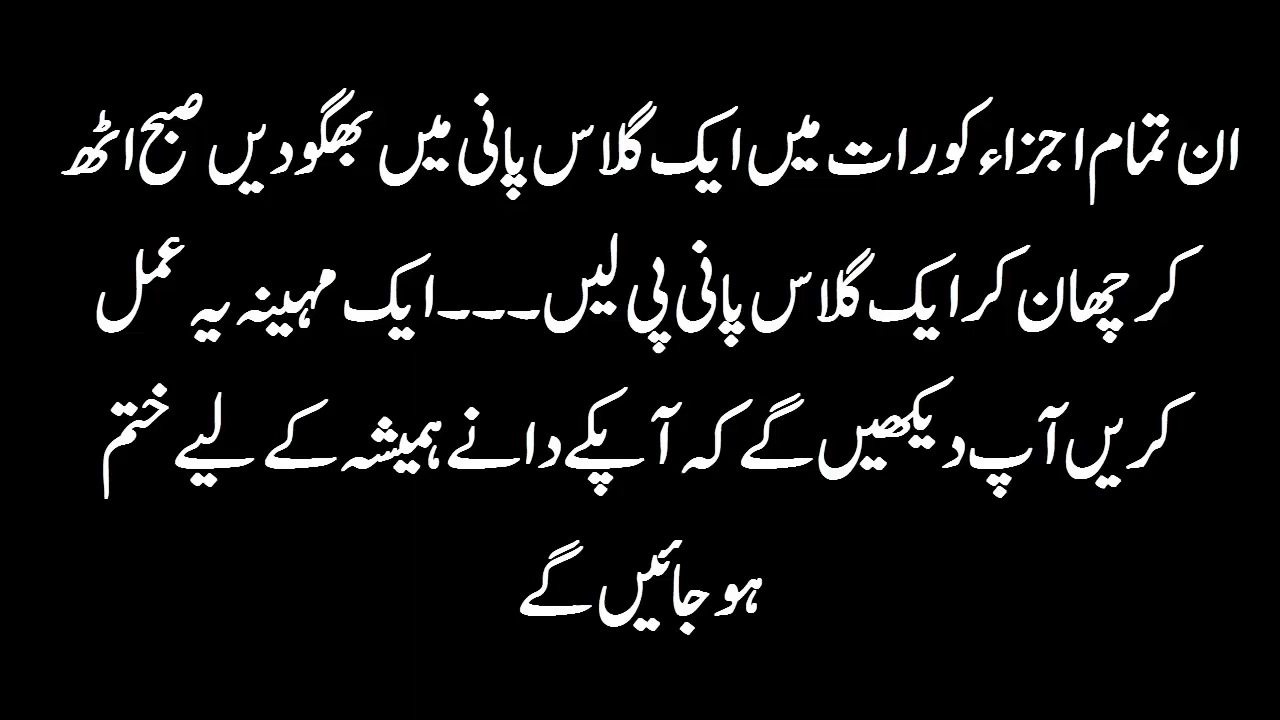 ان تمام اجزاء کو رات میں ایک گلاس پانی میں بھگو دیں صبح اٹھ
کر چھان کر ایک گلاس پانی پی لیں۔۔۔ایک مہینہ یہ عمل
کریں آپ دیکھیں گے کہ آپکے دانے ہمیشہ کے لیے ختم
ہو جائیں گے